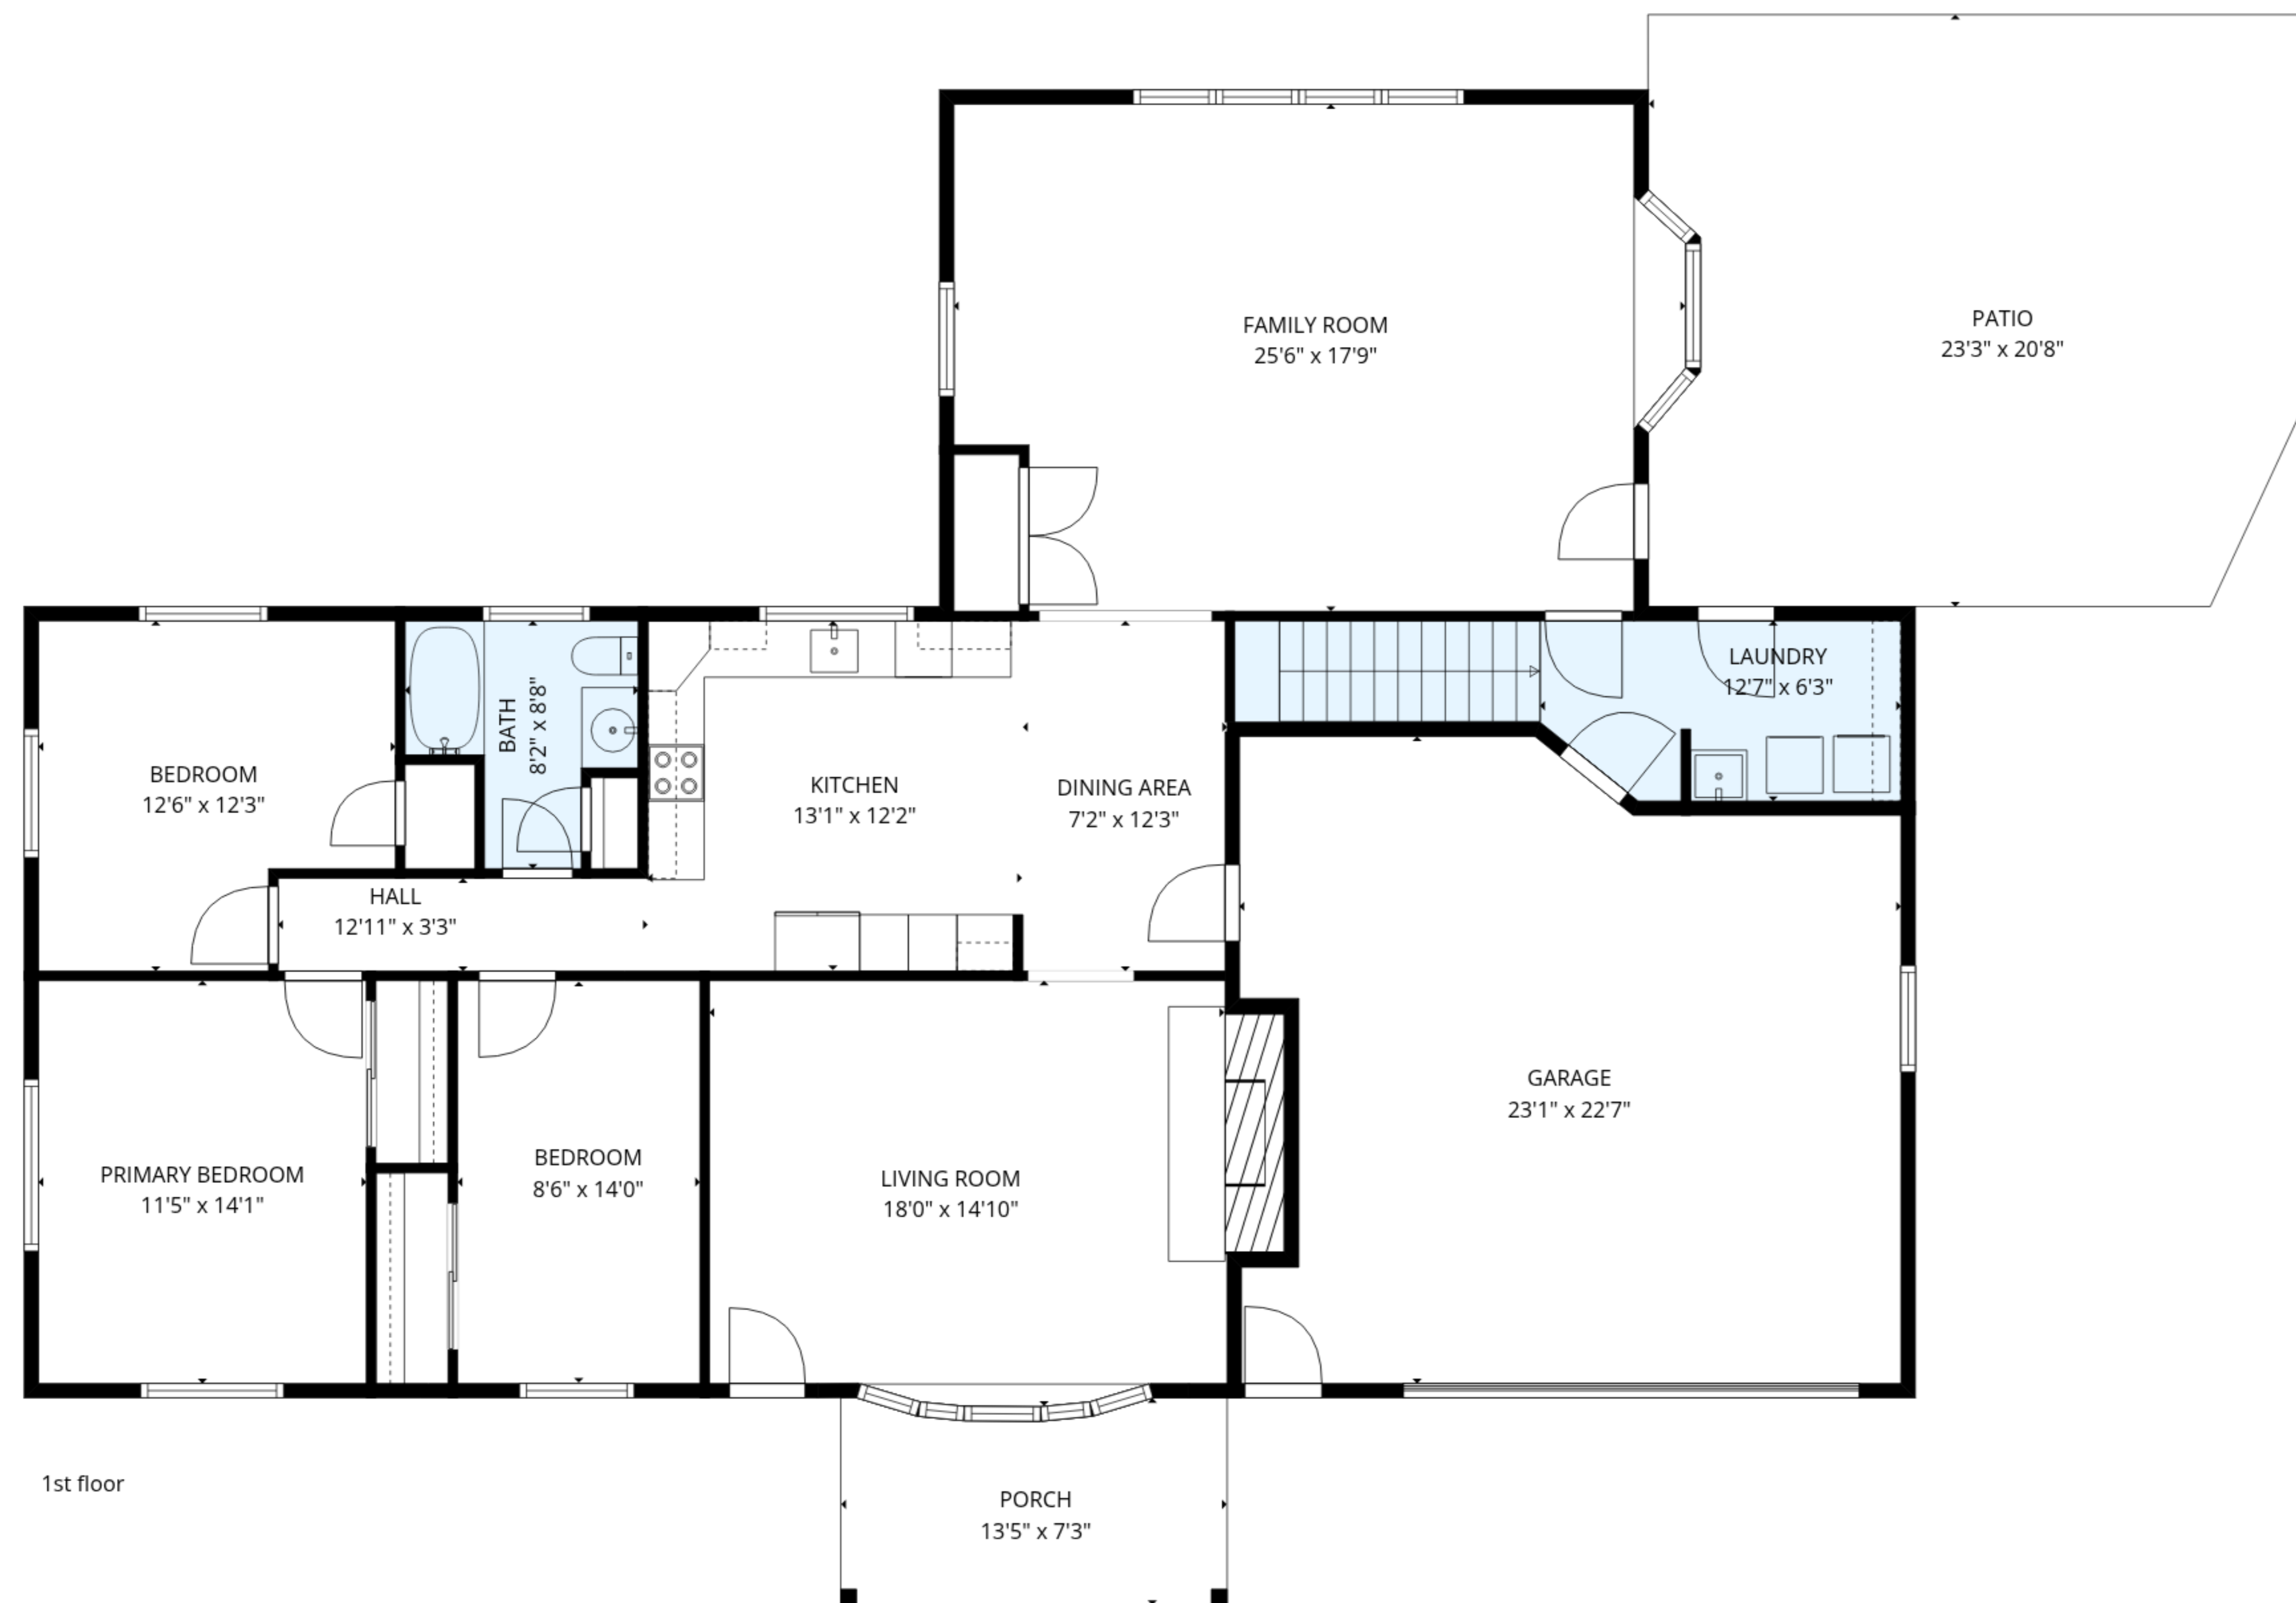 FAMILY ROOM
25'6" x 17'9"
PATIO
23'3" x 20'8"
BEDROOM
12'6" x 12'3"
BATH
8'2" x 8'8"
KITCHEN
13'1" x 12'2"
DINING AREA
7'2" x 12'3"
LAUNDRY
12'7" x 6'3"
HALL
12'11" x 3'3"
PRIMARY BEDROOM
11'5" x 14'1"
BEDROOM
8'6" x 14'0"
LIVING ROOM
18'0" x 14'10"
GARAGE
23'1" x 22'7"
1st floor
PORCH
13'5" x 7'3"